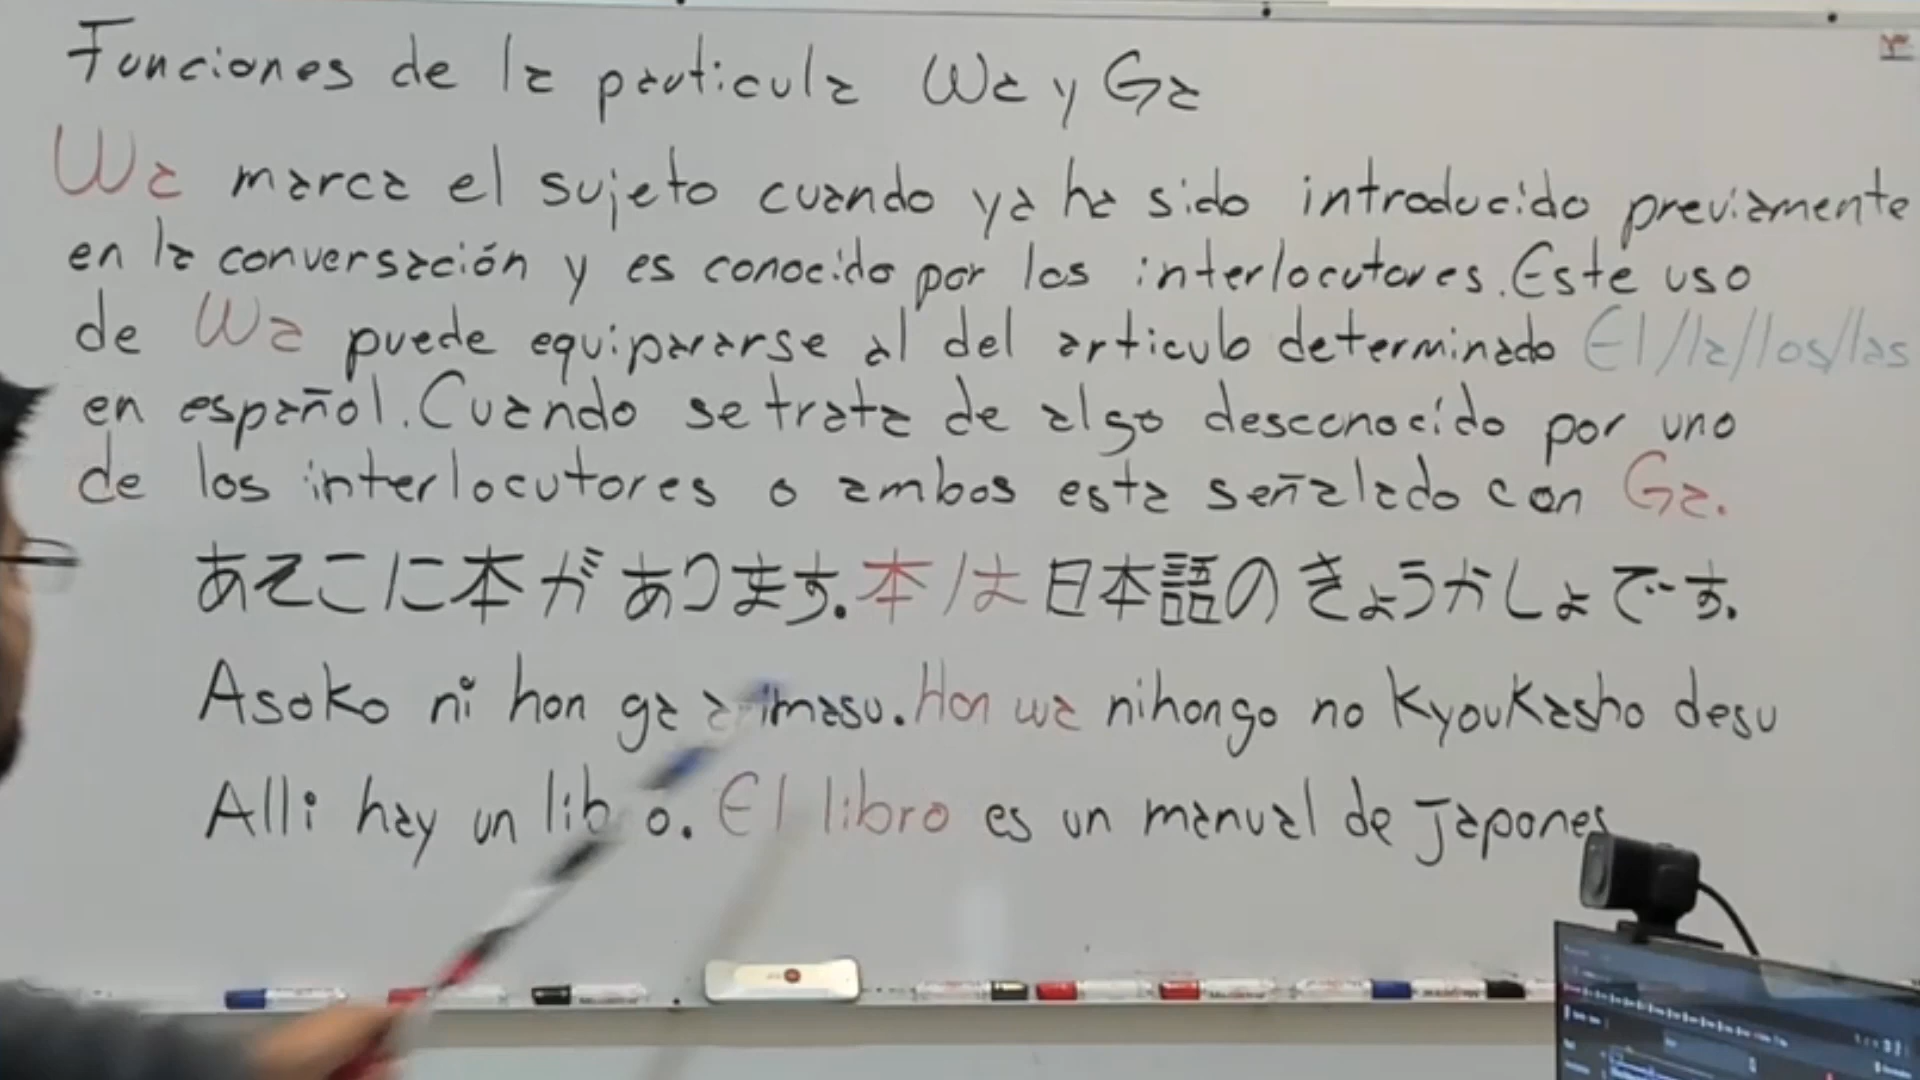 Funciones de la particula Wa y Ga
Wa marca el sujeto cuando ya ha sido introducido previamente
en la conversación y es conocido por los interlocutores. Este uso
de Wa puede equipararse al del articulo determinado El/la/los/las
en español. Cuando se trata de algo desconocido por uno
de los interlocutores o ambos esta señalado con Ga.
あそこに本があります。本は日本語のきょうかしょです。
Asoko ni hon ga arimasu. Hon wa nihongo no kyoukasho desu
Alli hay un libro. El libro es un manual de japones